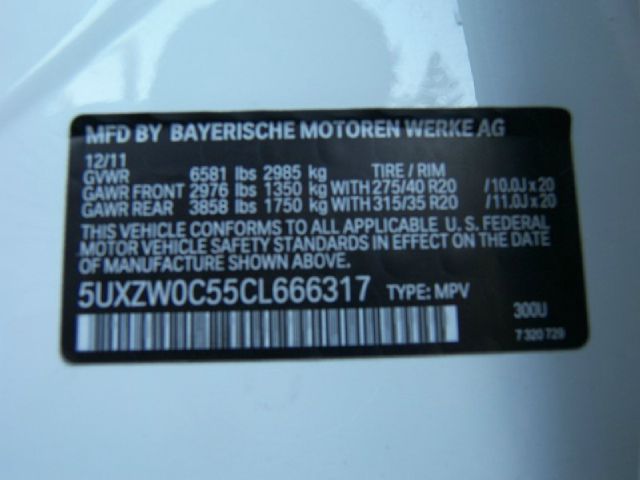 MFD BY BAYERISCHE MOTOREN WERKE AG
12/11
GVWR 6581 lbs 2985 kg TIRE / RIM
GAWR FRONT 2976 lbs 1350 kg WITH 275/40 R20 /10.0J x 20
GAWR REAR 3858 lbs 1750 kg WITH 315/35 R20 /11.0J x 20
THIS VEHICLE CONFORMS TO ALL APPLICABLE U. S. FEDERAL
MOTOR VEHICLE SAFETY STANDARDS IN EFFECT ON THE
DATE OF MANUFACTURE SHOWN ABOVE.
5UXZW0C55CL666317 TYPE: MPV
300U
7 320 729